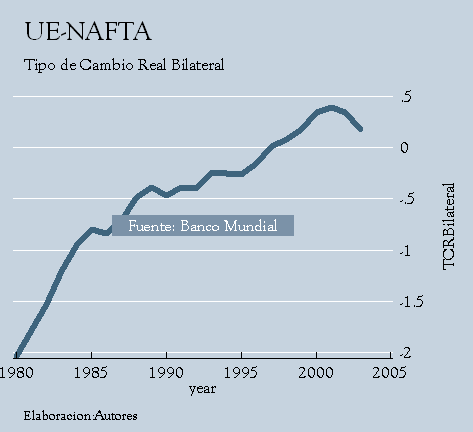 UE-NAFTA
Tipo de Cambio Real Bilateral
.5
0
-.5
-1
-1.5
-2
TCRBilateral
Fuente: Banco Mundial
1980 1985 1990 1995 2000 2005
year
Elaboracion:Autores